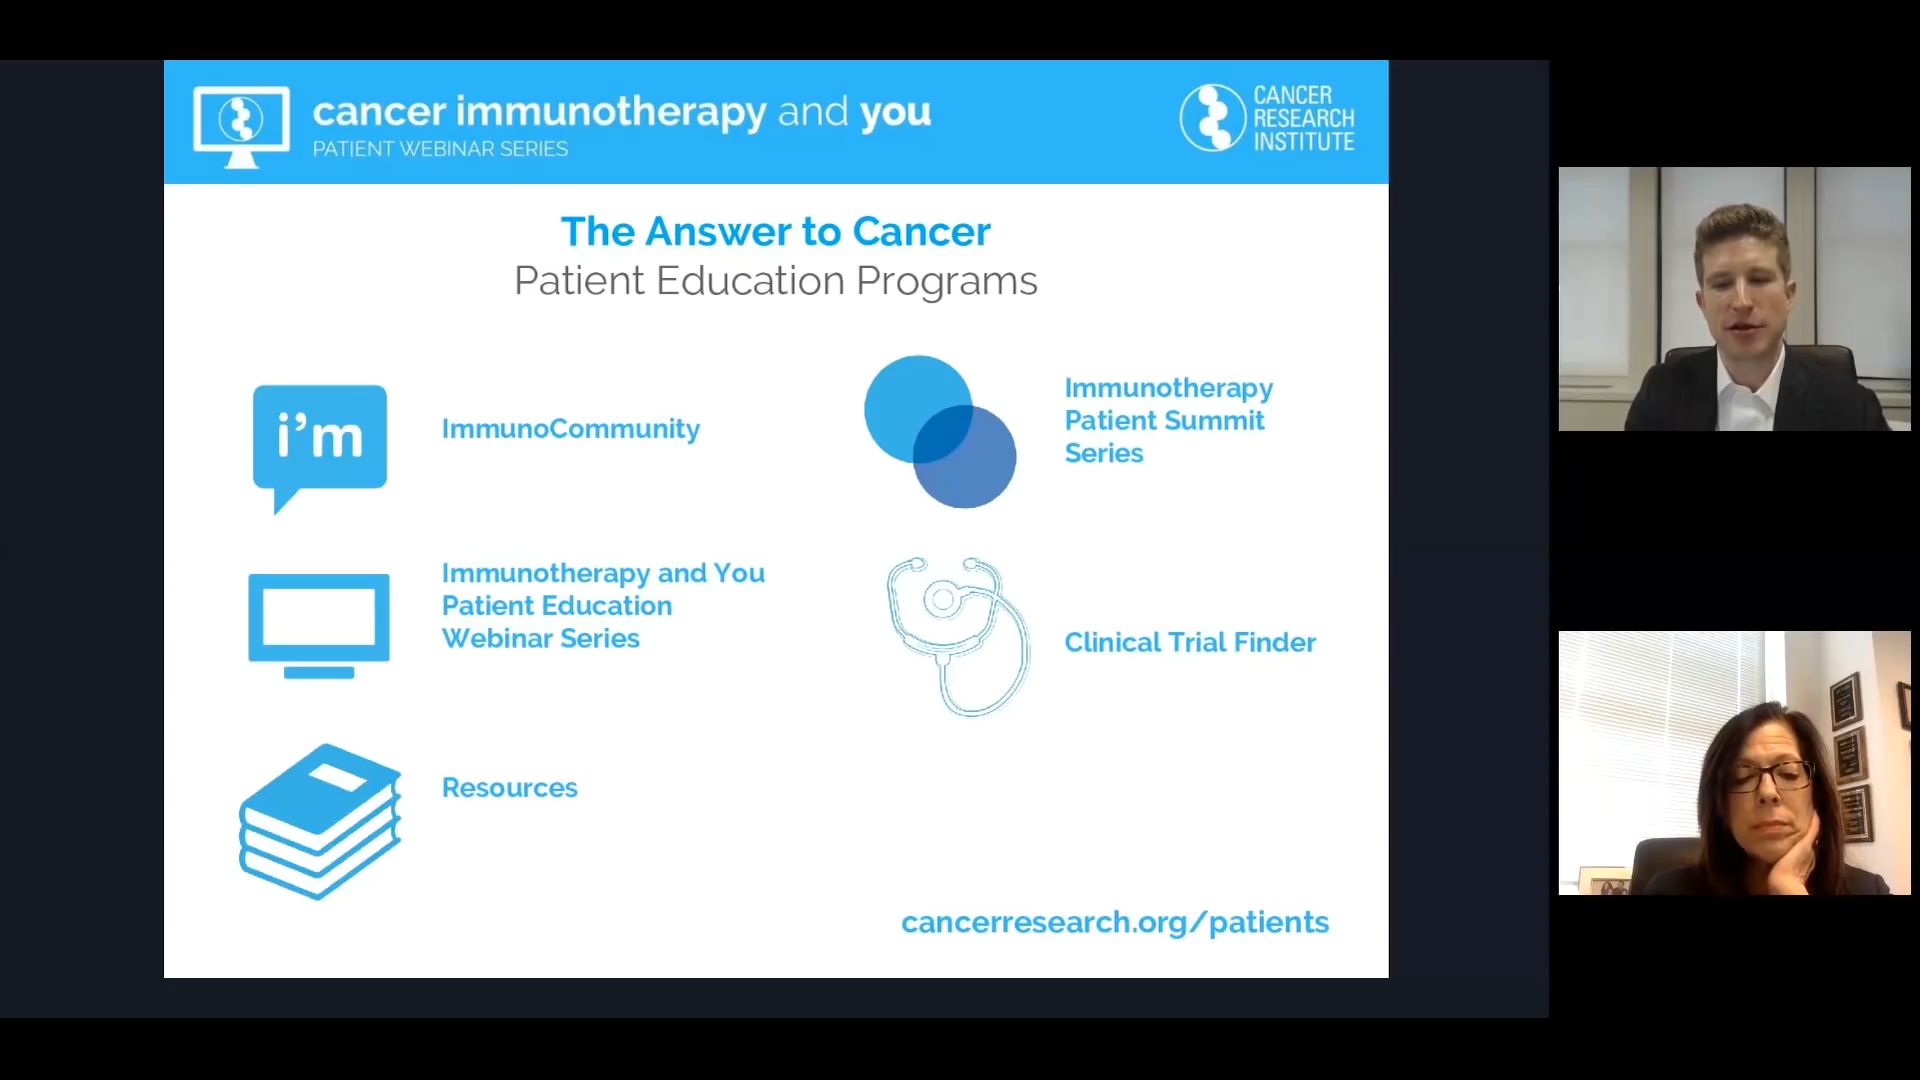 cancer immunotherapy and you
PATIENT WEBINAR SERIES
CANCER
RESEARCH
INSTITUTE
The Answer to Cancer
Patient Education Programs
i'm
ImmunoCommunity
Immunotherapy
Patient Summit
Series
Immunotherapy and You
Patient Education
Webinar Series
Clinical Trial Finder
Resources
cancerresearch.org/patients